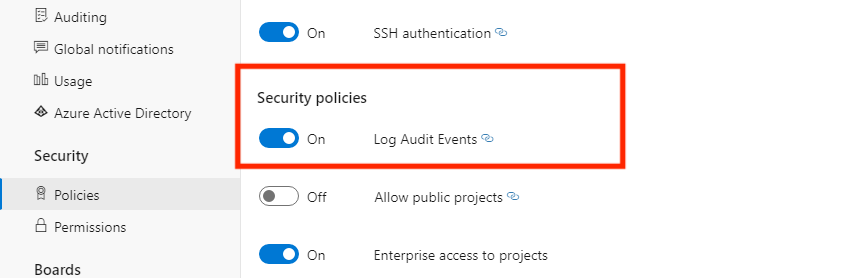 Auditing
Global notifications
Usage
Azure Active Directory
Security
Policies
Permissions
Boards
On SSH authentication
Security policies
On Log Audit Events
Off Allow public projects
On Enterprise access to projects